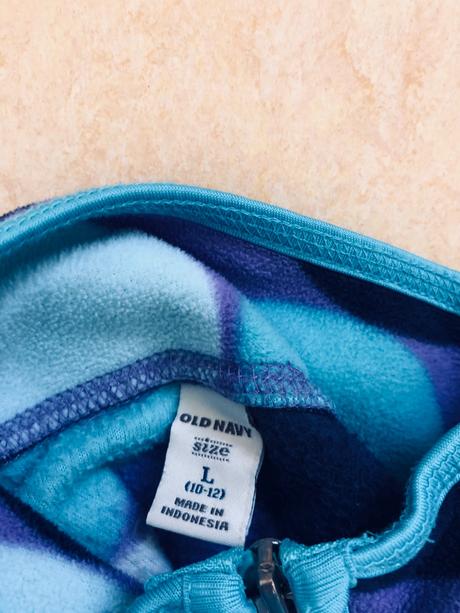 OLD NAVY
size
L
(10-12)
MADE IN
INDONESIA